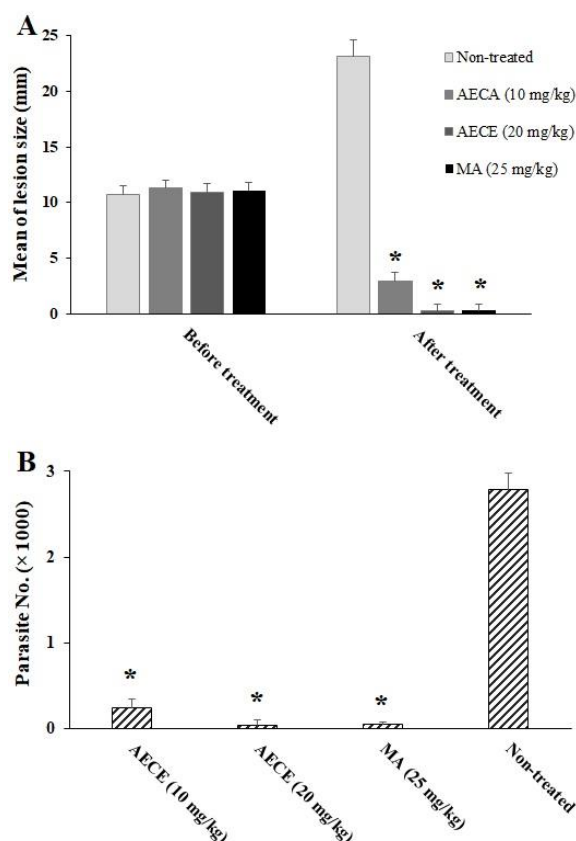 A
Mean of lesion size (mm)
25
20
15
10
5
0
Non-treated
AECA (10 mg/kg)
AECE (20 mg/kg)
MA (25 mg/kg)
*
*
*
Before treatment
After treatment
B
Parasite No. (× 1000)
3
2
1
0
*
*
*
AECE (10 mg/kg)
AECE (20 mg/kg)
MA (25 mg/kg)
Non-treated